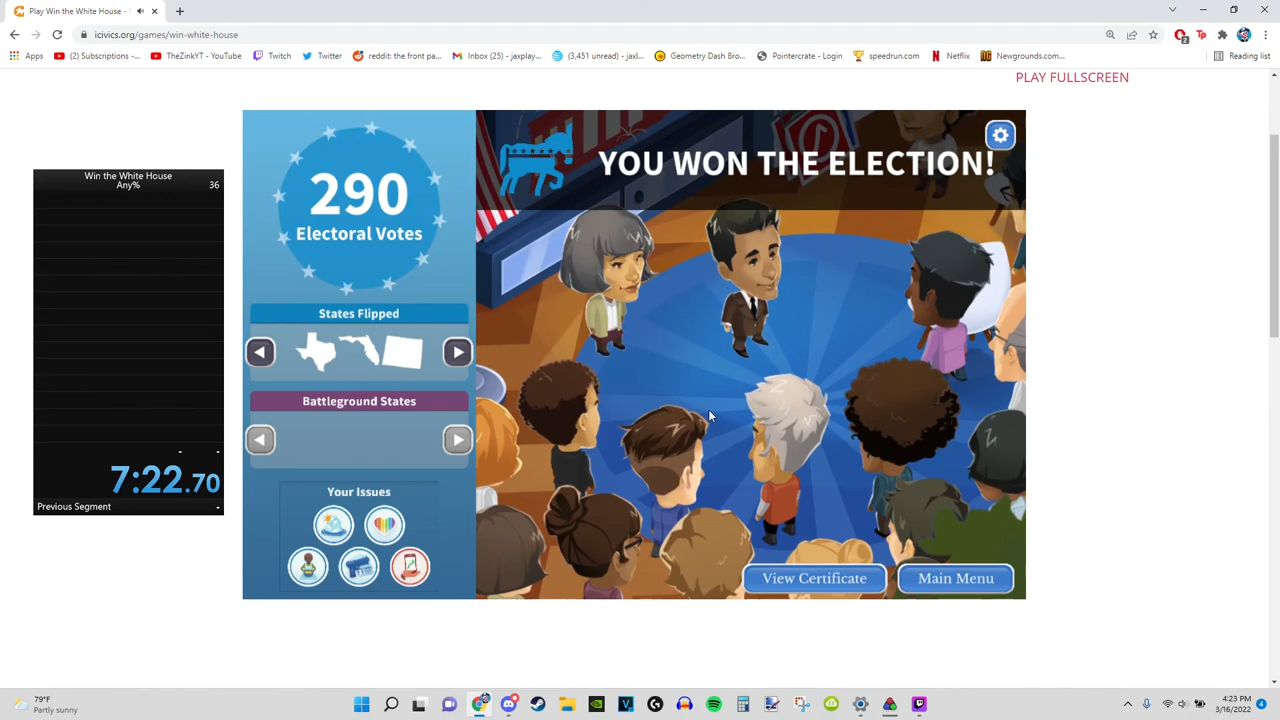 Play Win the White House -
icivics.org/games/win-white-house
Apps
(2) Subscriptions -...
TheZinkYT - YouTube
Twitch
Twitter
reddit: the front pa...
Inbox (25) - jaxplay...
(3,451 unread) - jaxl...
Geometry Dash Bro...
Pointercrate - Login
speedrun.com
Netflix
Newgrounds.com...
Reading list
PLAY FULLSCREEN
Win the White House
Any%
36
-
-
7:22.70
Previous Segment
-
290
Electoral Votes
States Flipped
Battleground States
Your Issues
YOU WON THE ELECTION!
View Certificate
Main Menu
79°F
Partly sunny
4:23 PM
3/16/2022
4